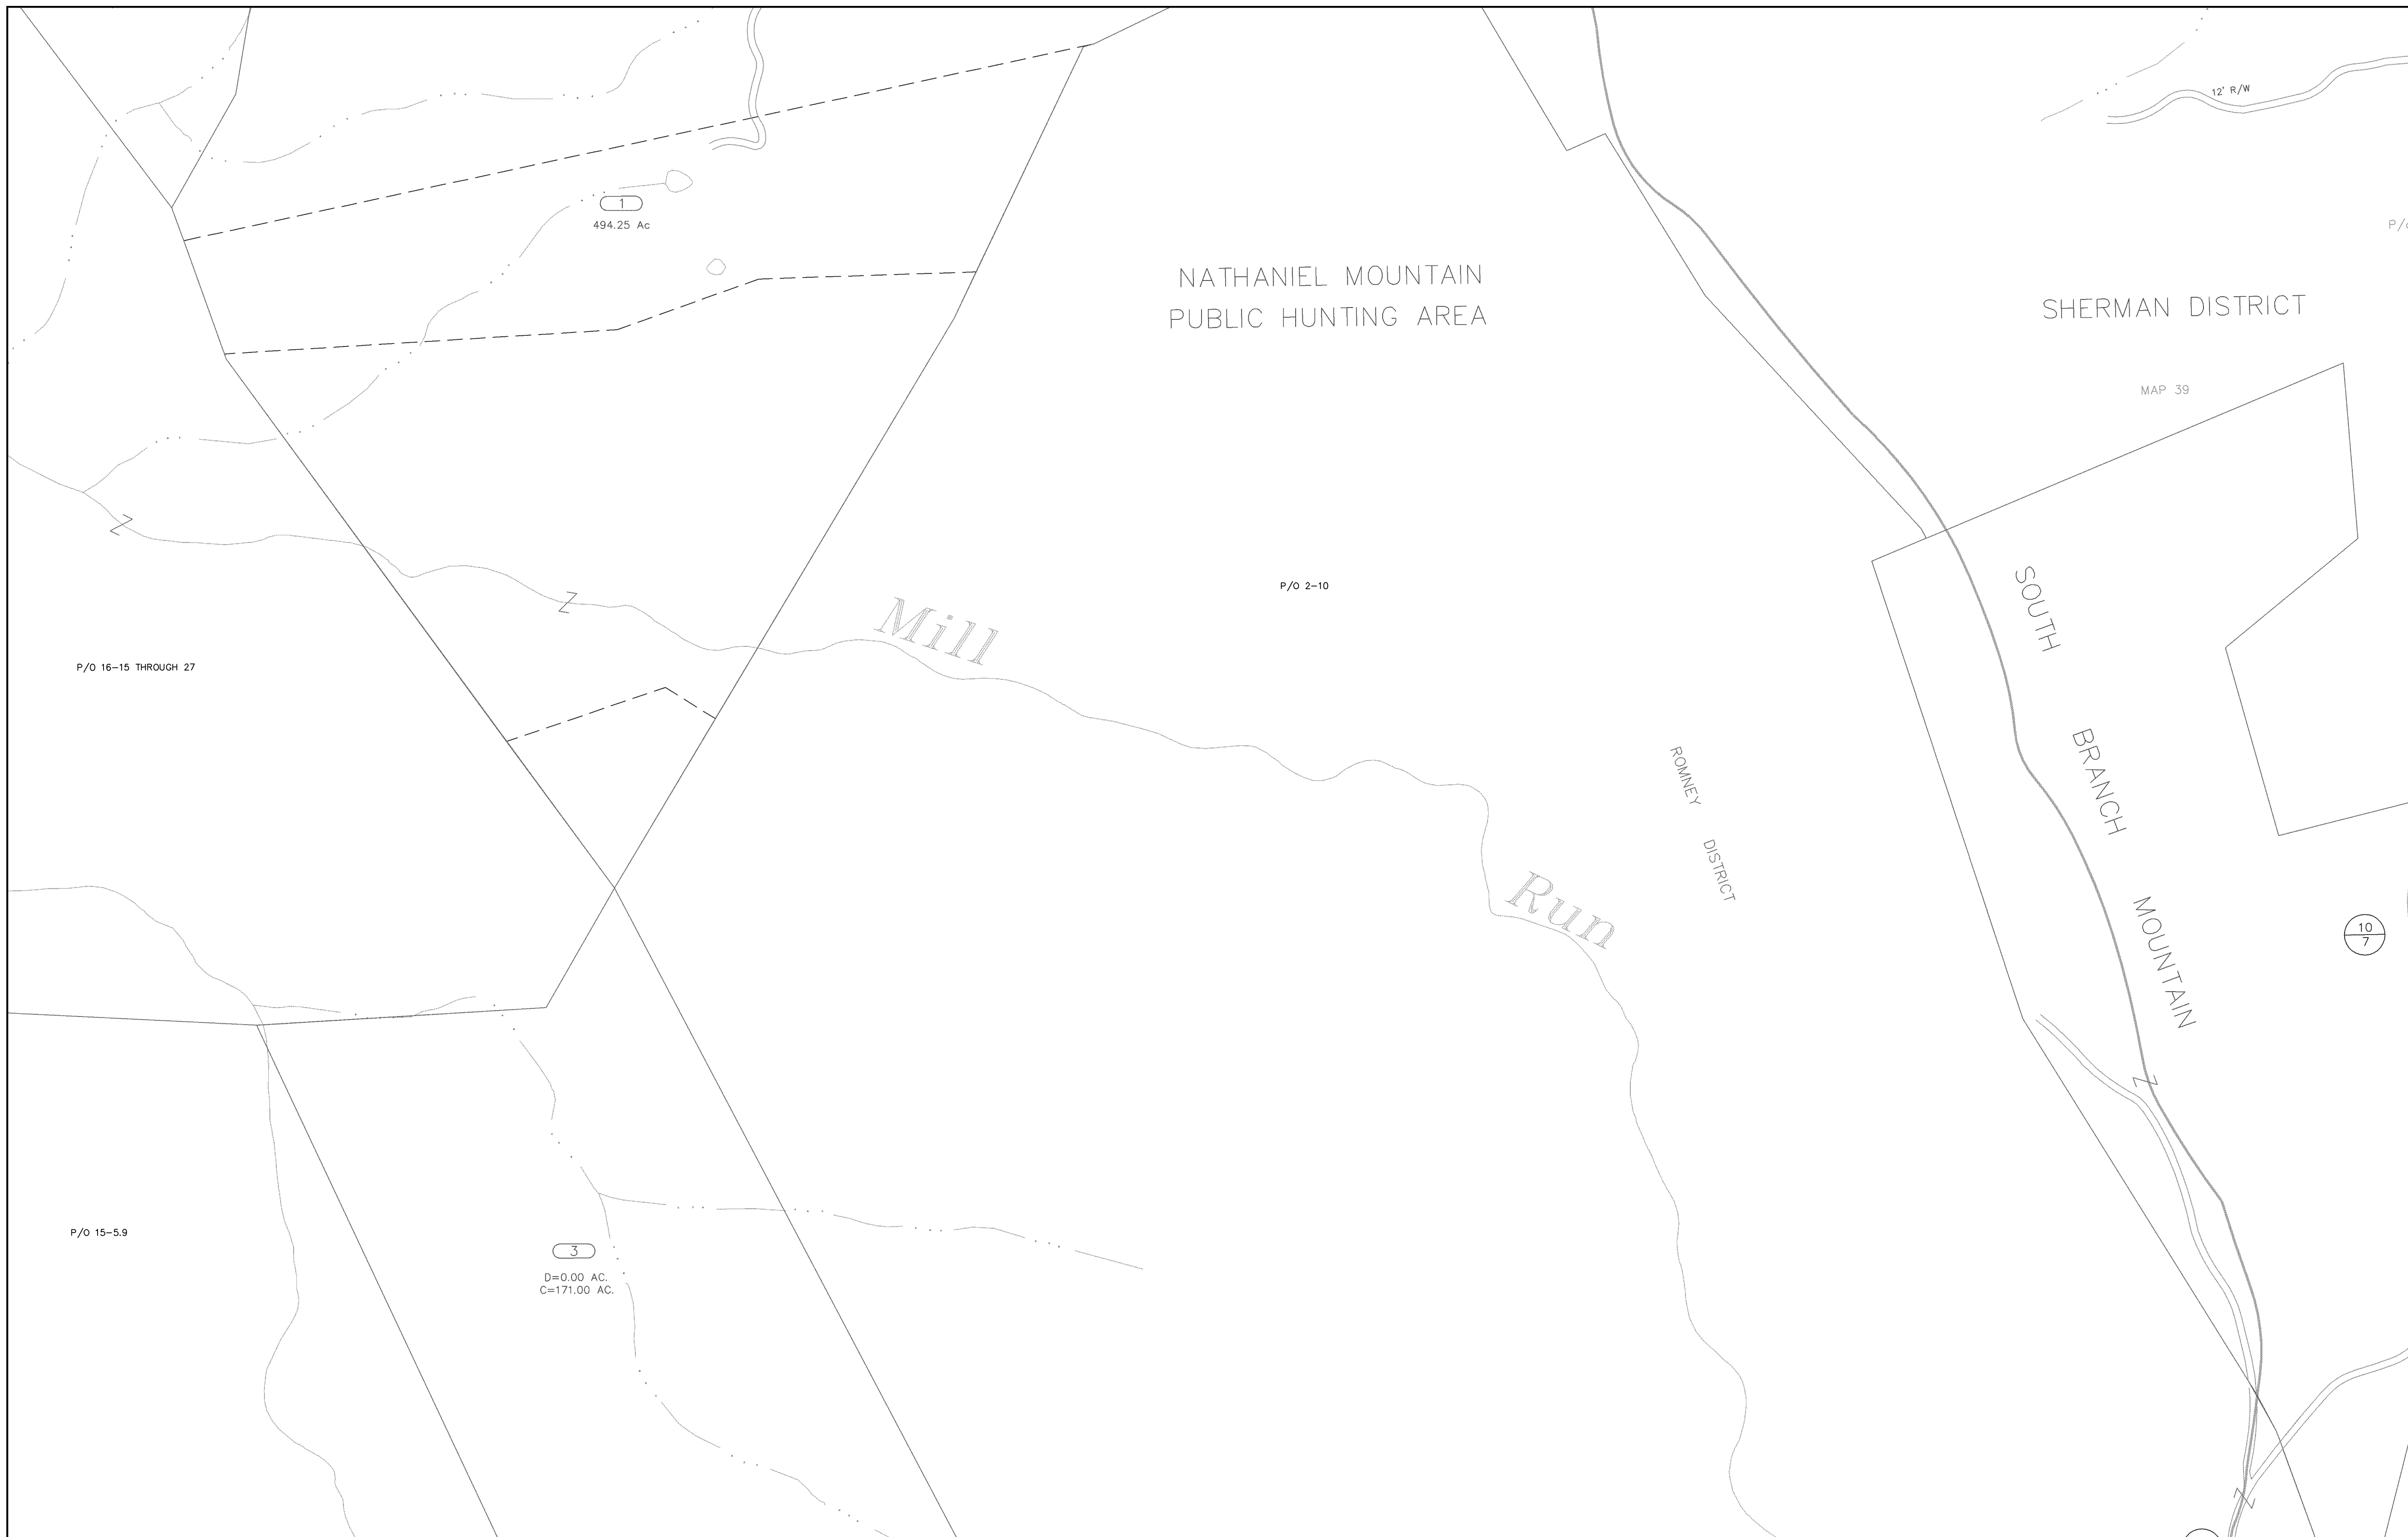 12' R/W
1
494.25 Ac
P/
NATHANIEL MOUNTAIN
PUBLIC HUNTING AREA
SHERMAN DISTRICT
MAP 39
P/O 2-10
Mill
P/O 16-15 THROUGH 27
SOUTH BRANCH MOUNTAIN
ROMNEY DISTRICT
Run
10
7
P/O 15-5.9
3
D=0.00 AC.
C=171.00 AC.